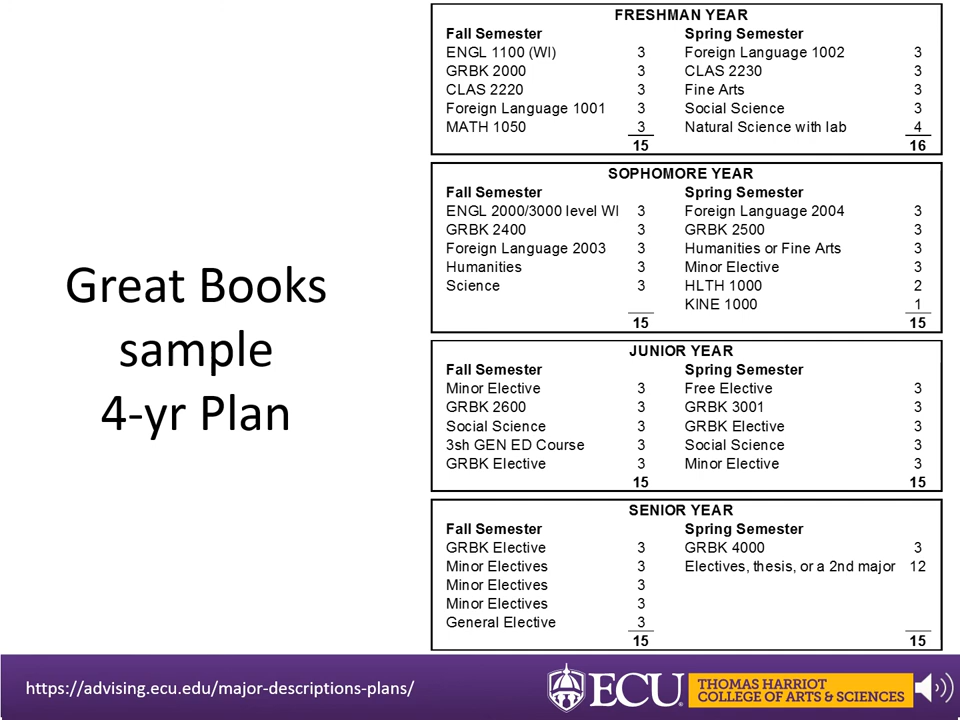 Great Books
sample
4-yr Plan
FRESHMAN YEAR
Fall Semester Spring Semester
ENGL 1100 (WI) 3 Foreign Language 1002 3
GRBK 2000 3 CLAS 2230 3
CLAS 2220 3 Fine Arts 3
Foreign Language 1001 3 Social Science 3
MATH 1050 3 Natural Science with lab 4
15 16
SOPHOMORE YEAR
Fall Semester Spring Semester
ENGL 2000/3000 level WI 3 Foreign Language 2004 3
GRBK 2400 3 GRBK 2500 3
Foreign Language 2003 3 Humanities or Fine Arts 3
Humanities 3 Minor Elective 3
Science 3 HLTH 1000 2
KINE 1000 1
15 15
JUNIOR YEAR
Fall Semester Spring Semester
Minor Elective 3 Free Elective 3
GRBK 2600 3 GRBK 3001 3
Social Science 3 GRBK Elective 3
3sh GEN ED Course 3 Social Science 3
GRBK Elective 3 Minor Elective 3
15 15
SENIOR YEAR
Fall Semester Spring Semester
GRBK Elective 3 GRBK 4000 3
Minor Electives 3 Electives, thesis, or a 2nd major 12
Minor Electives 3
Minor Electives 3
General Elective 3
15 15
https://advising.ecu.edu/major-descriptions-plans/
ECU
THOMAS HARRIOT
COLLEGE OF ARTS & SCIENCES